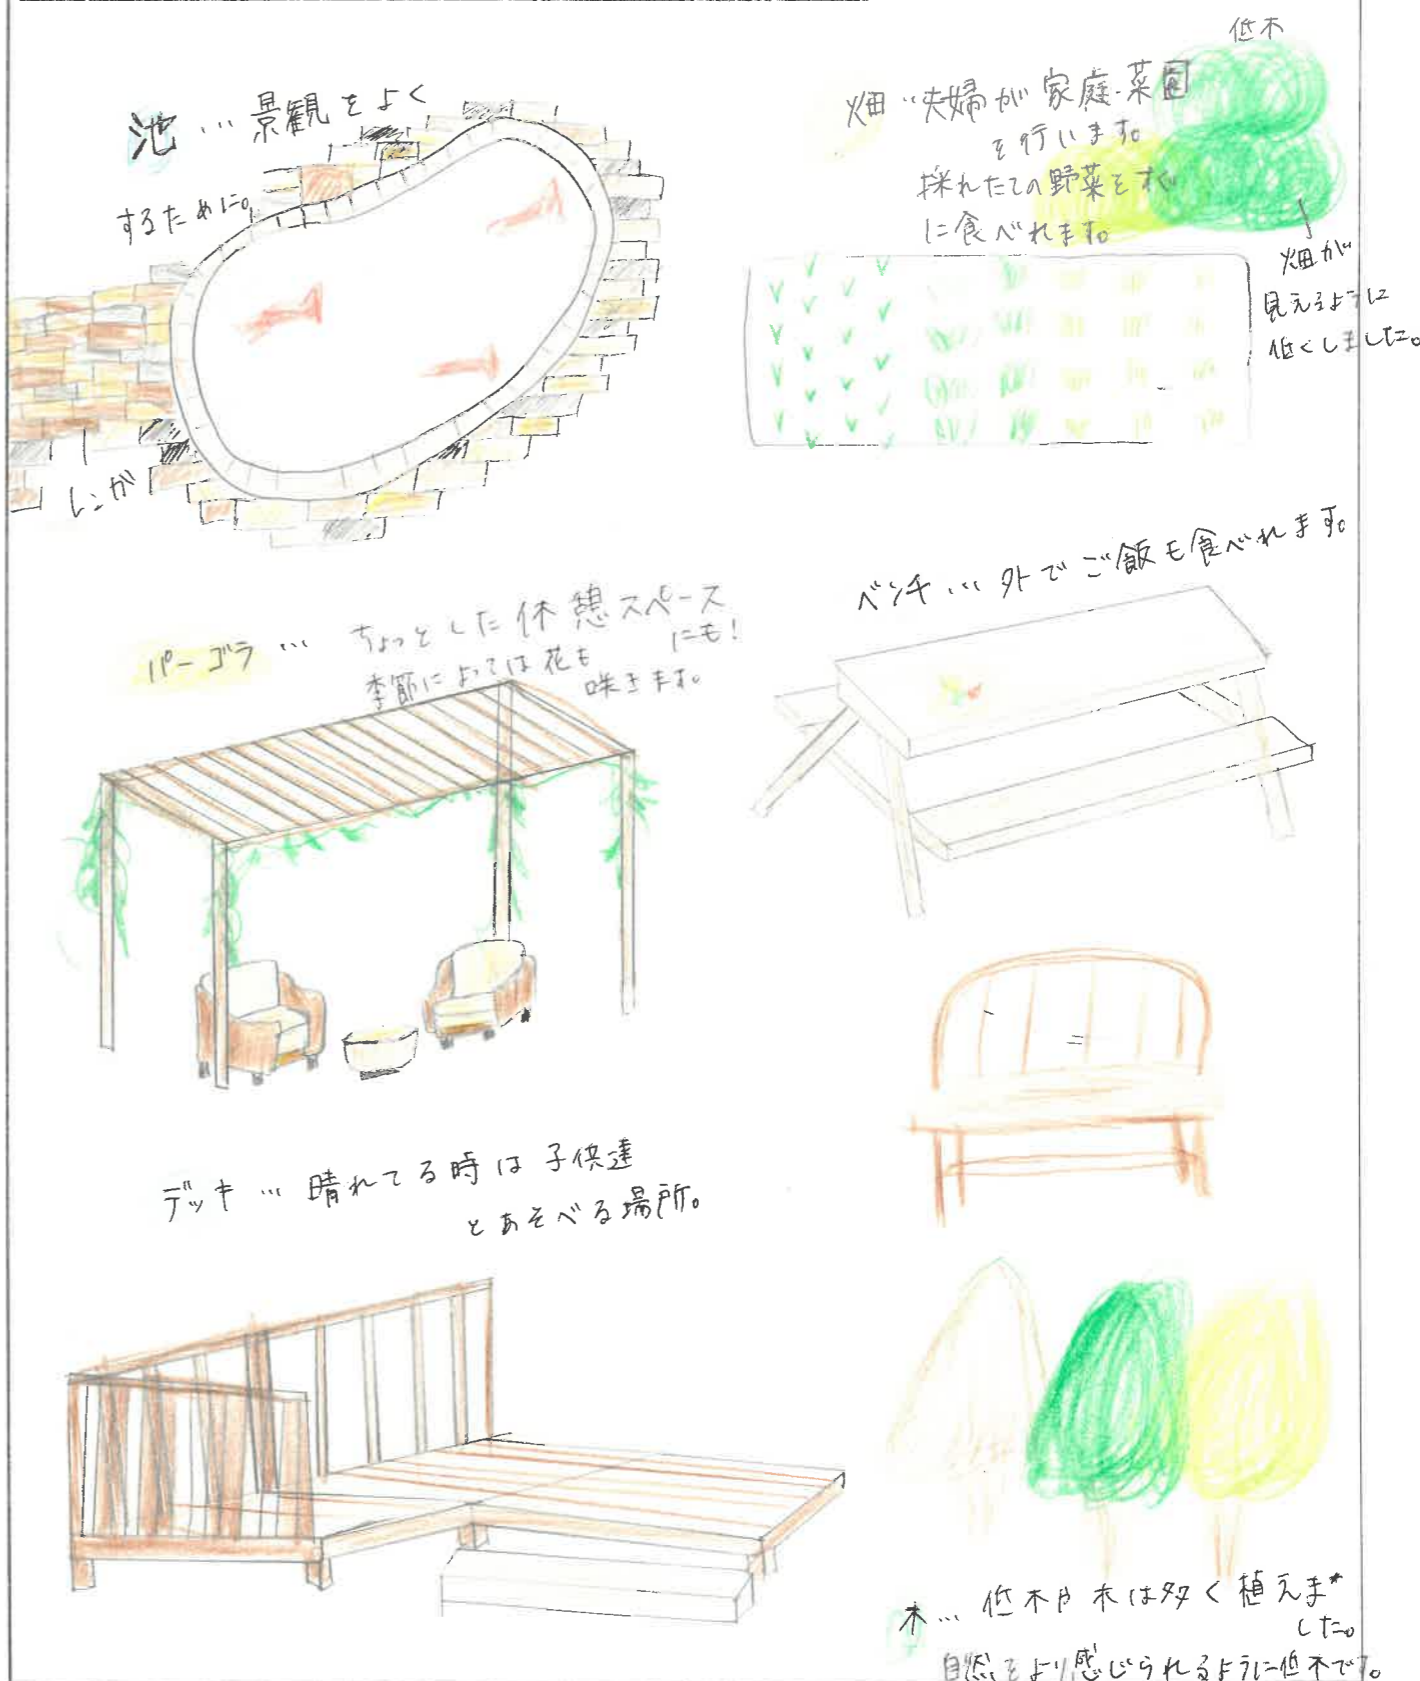 池…景観をよく
するために。
レンガ
低木
畑…夫婦が家庭菜園
を行います。
採れたての野菜をすぐ
に食べれます。
畑が
見えるように
低くしました。
パーゴラ…ちょっとした休憩スペース
にも!
季節によっては花も
咲きます。
ベンチ…外でご飯も食べれます。
デッキ…晴れてる時は子供達
とあそべる場所。
木…低木や木は多く植えま
した。
自然をより感じられるように低木です。